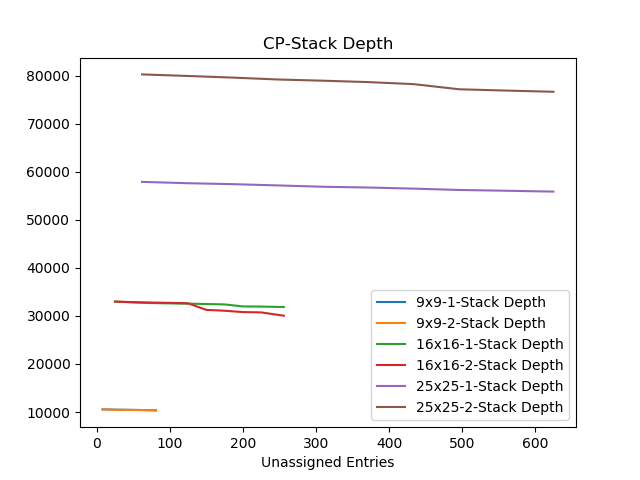 CP-Stack Depth
80000
70000
60000
50000
40000
30000
20000
10000
9x9-1-Stack Depth
9x9-2-Stack Depth
16x16-1-Stack Depth
16x16-2-Stack Depth
25x25-1-Stack Depth
25x25-2-Stack Depth
0 100 200 300 400 500 600
Unassigned Entries